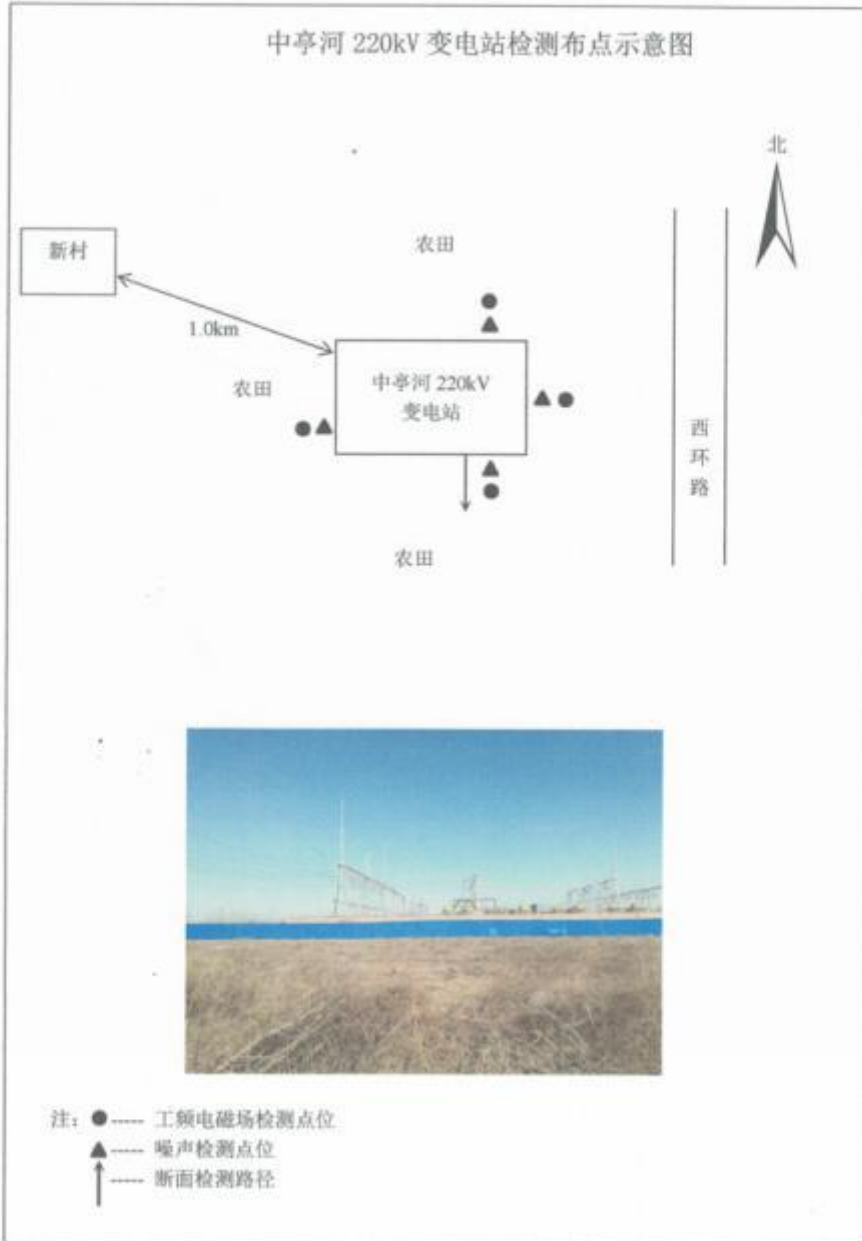 中亭河 220kV 变电站检测布点示意图
北
新村
农田
1.0km
农田
中亭河 220kV
变电站
西
环
路
农田
注: ●----- 工频电磁场检测点位
▲----- 噪声检测点位
↑---- 断面检测路径